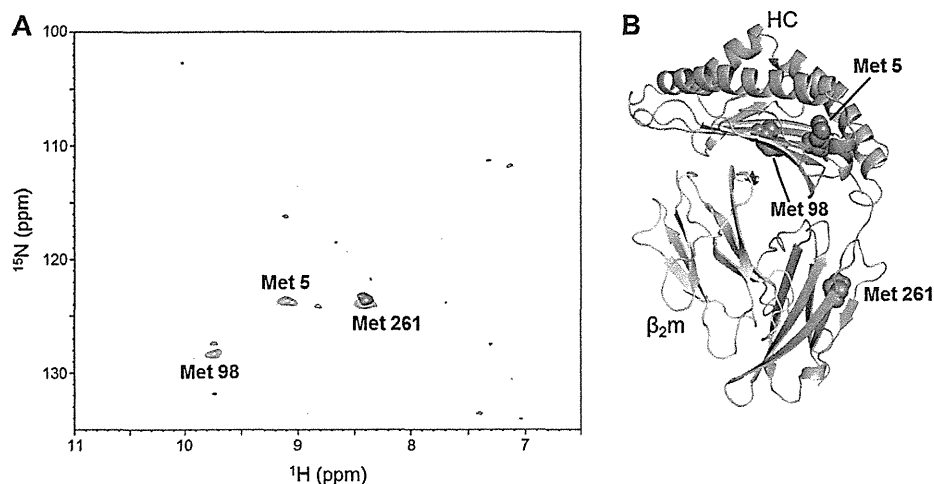 A
100
110
120
130
¹⁵N (ppm)
Met 5
Met 261
Met 98
11
10
9
8
7
¹H (ppm)
B
HC
Met 5
Met 98
Met 261
β₂m